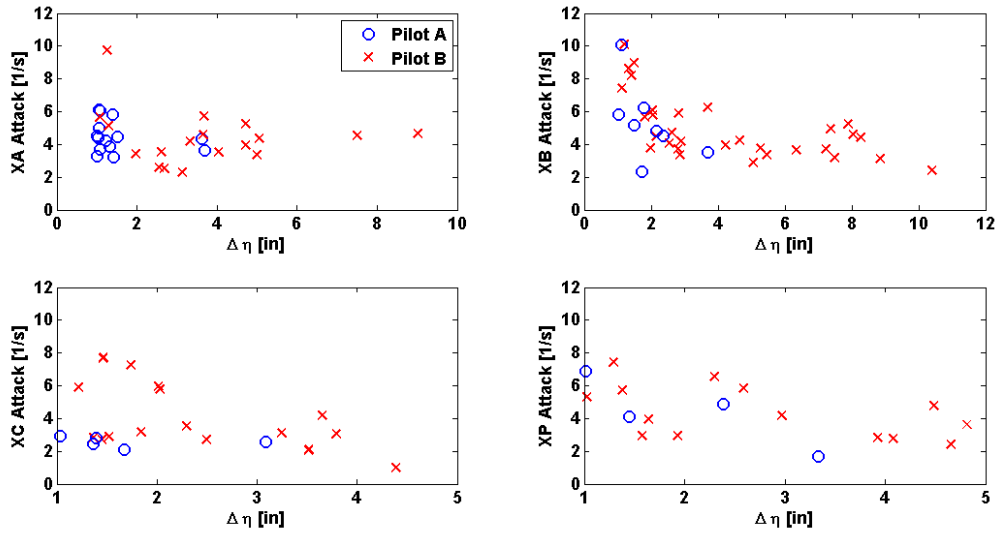 12
10
8
6
4
2
0
XA Attack [1/s]
0 2 4 6 8 10
Δ η [in]
Pilot A
Pilot B
12
10
8
6
4
2
0
XB Attack [1/s]
0 2 4 6 8 10 12
Δ η [in]
12
10
8
6
4
2
0
XC Attack [1/s]
1 2 3 4 5
Δ η [in]
12
10
8
6
4
2
0
XP Attack [1/s]
1 2 3 4 5
Δ η [in]